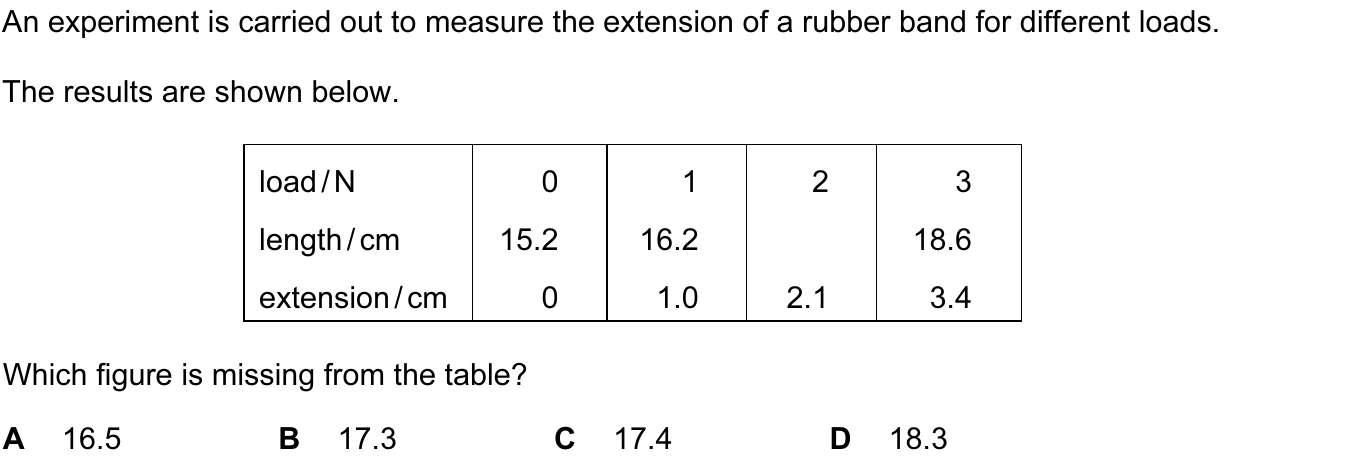 An experiment is carried out to measure the extension of a rubber band for different loads.
The results are shown below.
load / N 0 1 2 3
length / cm 15.2 16.2 18.6
extension / cm 0 1.0 2.1 3.4
Which figure is missing from the table?
A 16.5 B 17.3 C 17.4 D 18.3